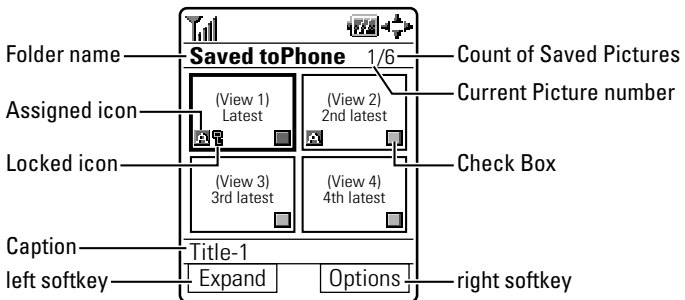 Folder name
Saved toPhone 1/6
Count of Saved Pictures
Current Picture number
Assigned icon
(View 1)
Latest
(View 2)
2nd latest
Locked icon
Check Box
(View 3)
3rd latest
(View 4)
4th latest
Caption
Title-1
left softkey
Expand
Options
right softkey